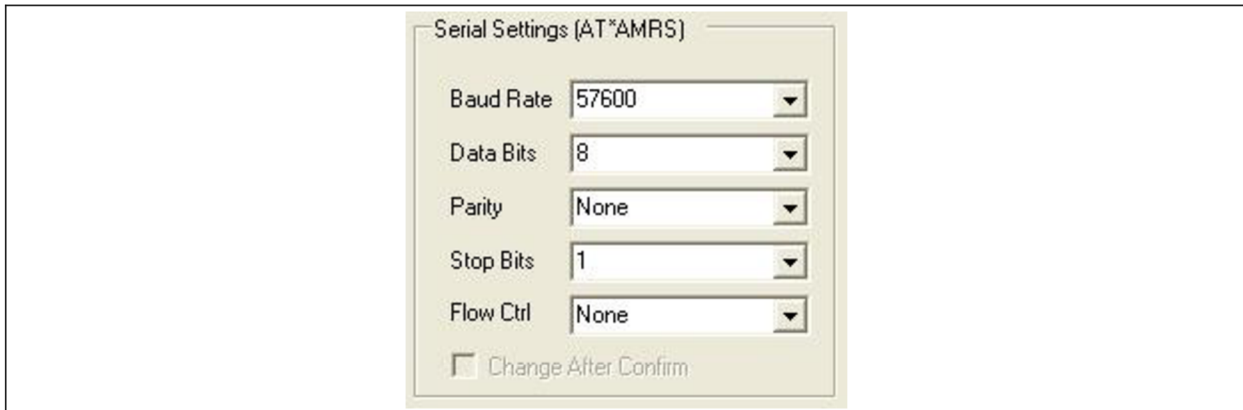 Serial Settings (AT*AMRS)
Baud Rate 57600
Data Bits 8
Parity None
Stop Bits 1
Flow Ctrl None
Change After Confirm